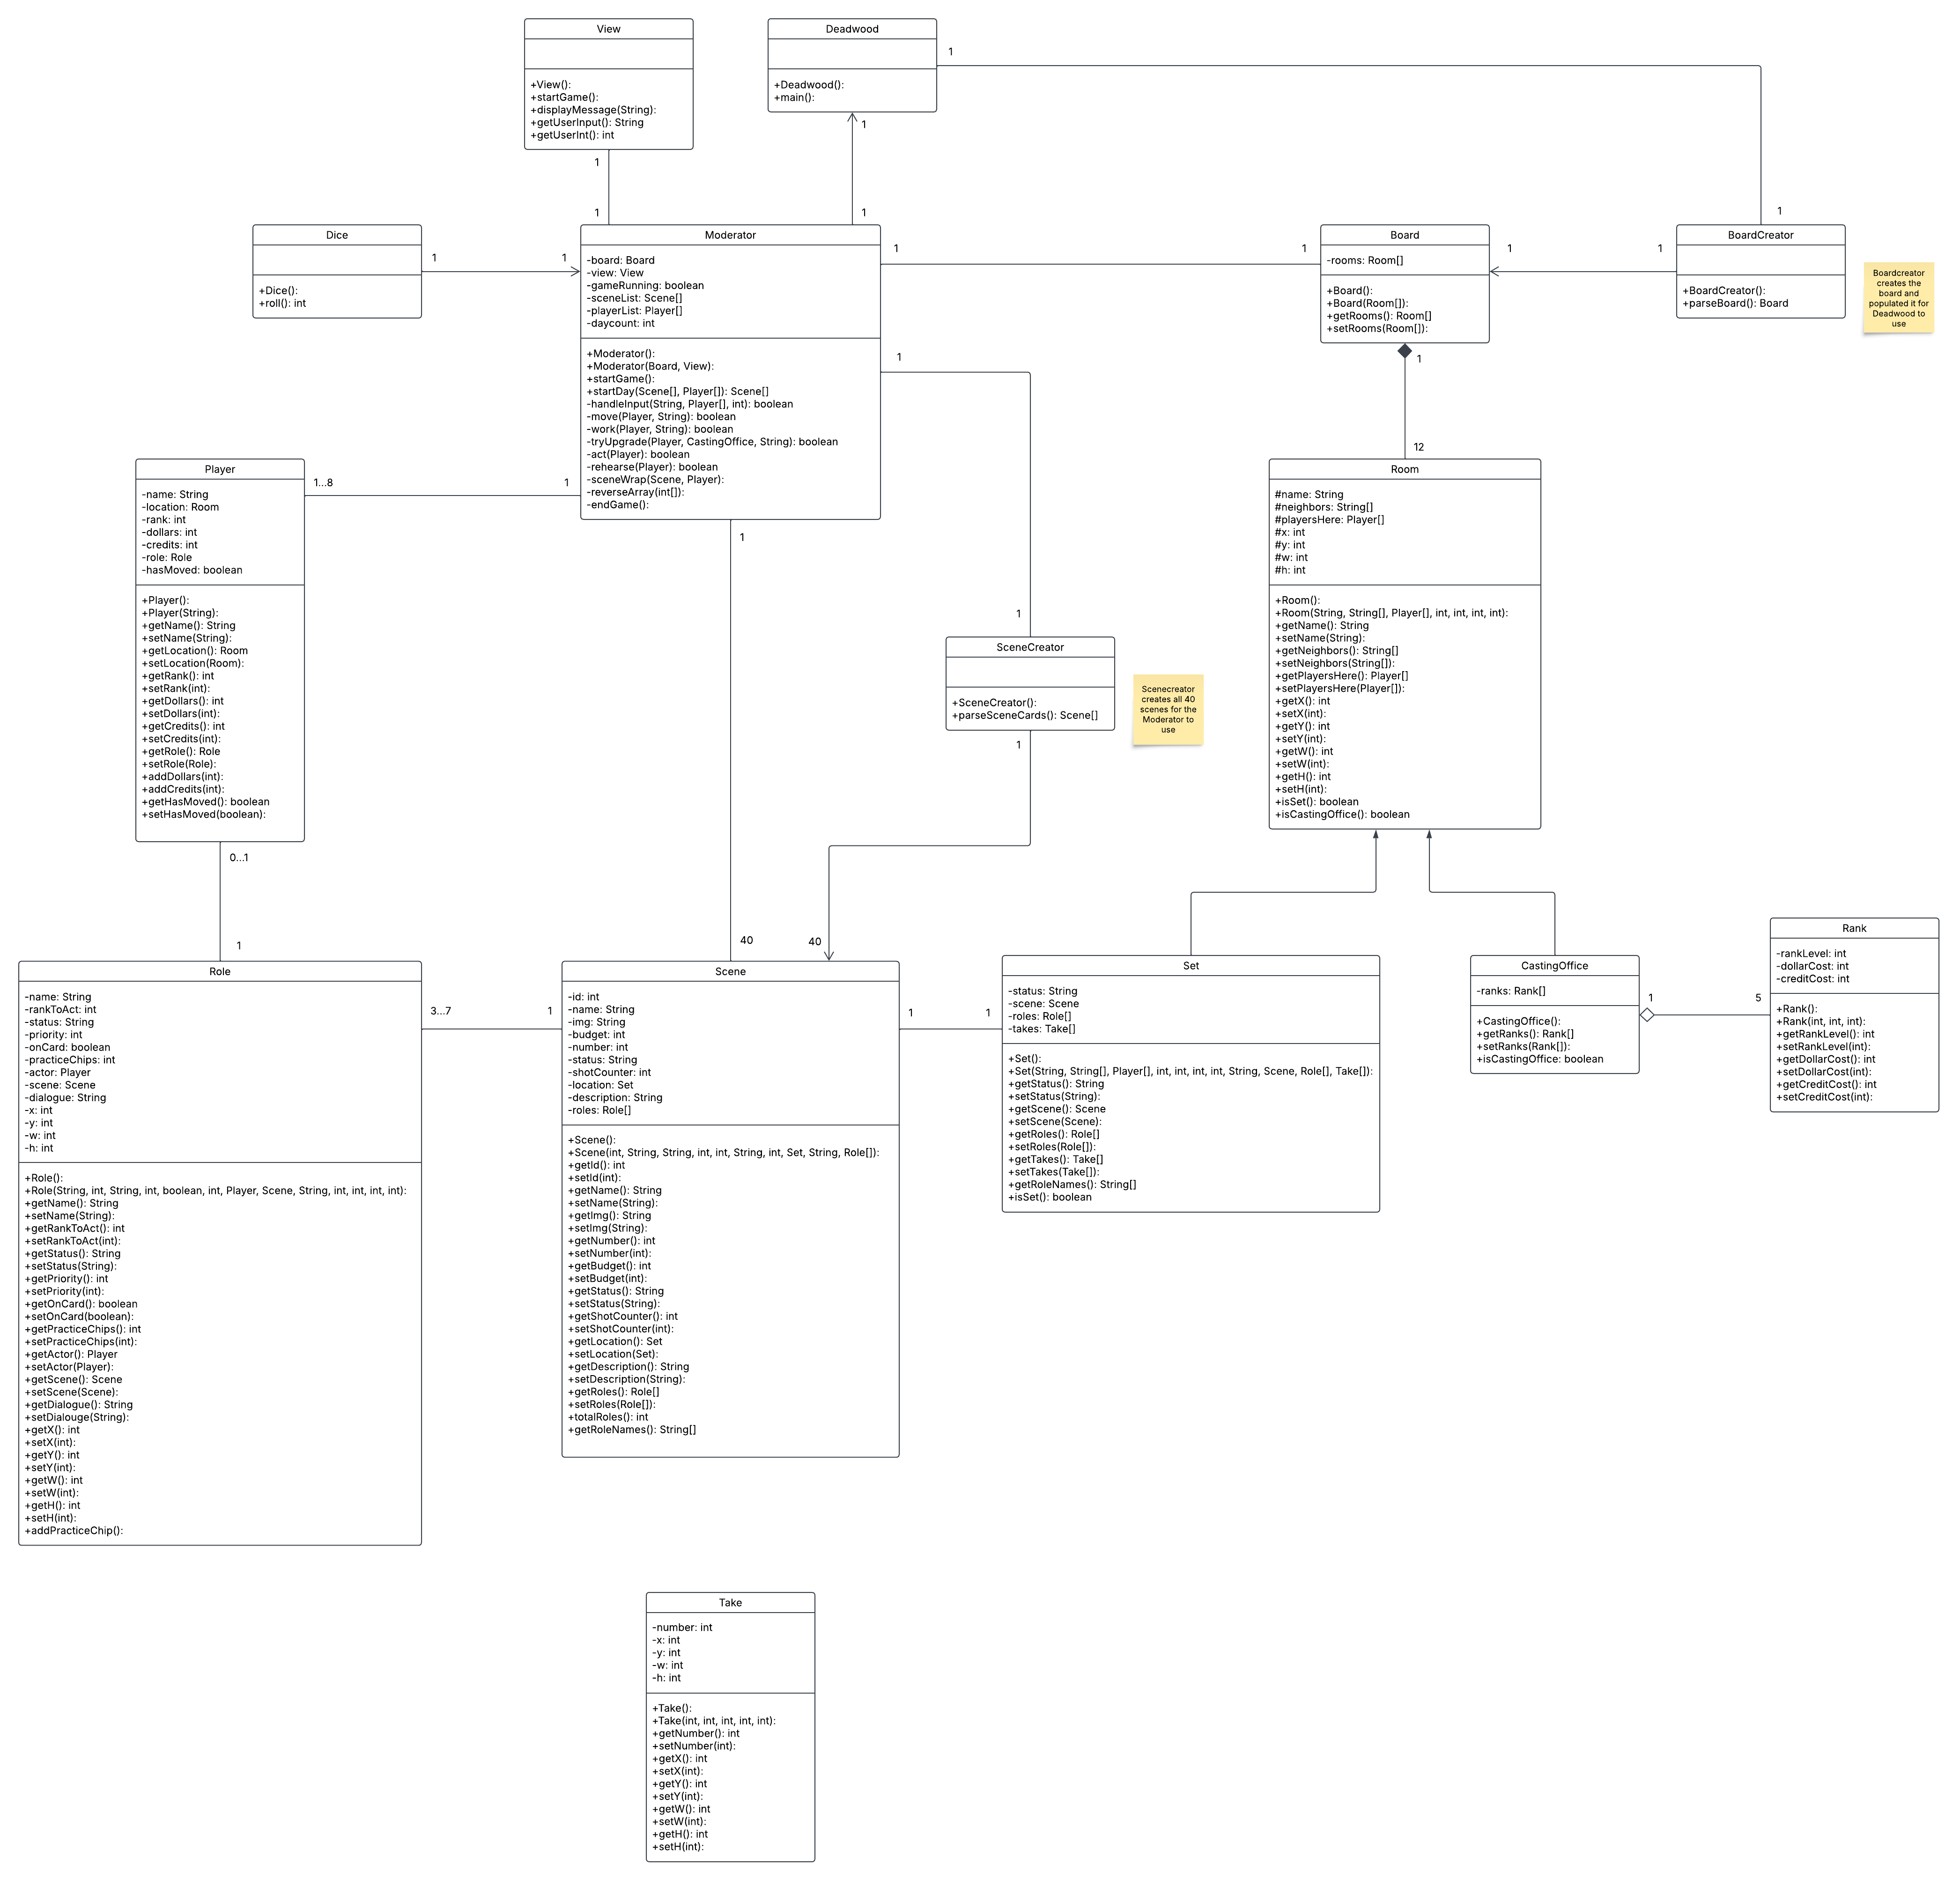 View
+View():
+startGame():
+displayMessage(String):
+getUserInput(): String
+getUserInt(): int
1
1
Deadwood
+Deadwood():
+main():
1
1
1
1
Dice
+Dice():
+roll(): int
1
1
Moderator
-board: Board
-view: View
-gameRunning: boolean
-sceneList: Scene[]
-playerList: Player[]
-daycount: int
+Moderator():
+Moderator(Board, View):
+startGame():
+startDay(Scene[], Player[]): Scene[]
-handleInput(String, Player[], int): boolean
-move(Player, String): boolean
-work(Player, String): boolean
-tryUpgrade(Player, CastingOffice, String): boolean
-act(Player): boolean
-rehearse(Player): boolean
-sceneWrap(Scene, Player):
-reverseArray(int[]):
-endGame():
1
1
Board
-rooms: Room[]
+Board():
+Board(Room[]):
+getRooms(): Room[]
+setRooms(Room[]):
1
1
BoardCreator
+BoardCreator():
+parseBoard(): Board
Boardcreator
creates the
board and
populated it for
Deadwood to
use
1
12
1
1
Player
-name: String
-location: Room
-rank: int
-dollars: int
-credits: int
-role: Role
-hasMoved: boolean
+Player():
+Player(String):
+getName(): String
+setName(String):
+getLocation(): Room
+setLocation(Room):
+getRank(): int
+setRank(int):
+getDollars(): int
+setDollars(int):
+getCredits(): int
+setCredits(int):
+getRole(): Role
+setRole(Role):
+addDollars(int):
+addCredits(int):
+getHasMoved(): boolean
+setHasMoved(boolean):
1...8
1
1
40
0...1
1
SceneCreator
+SceneCreator():
+parseSceneCards(): Scene[]
Scenecreator
creates all 40
scenes for the
Moderator to
use
1
40
Room
#name: String
#neighbors: String[]
#playersHere: Player[]
#x: int
#y: int
#w: int
#h: int
+Room():
+Room(String, String[], Player[], int, int, int, int):
+getName(): String
+setName(String):
+getNeighbors(): String[]
+setNeighbors(String[]):
+getPlayersHere(): Player[]
+setPlayersHere(Player[]):
+getX(): int
+setX(int):
+getY(): int
+setY(int):
+getW(): int
+setW(int):
+getH(): int
+setH(int):
+isSet(): boolean
+isCastingOffice(): boolean
Role
-name: String
-rankToAct: int
-status: String
-priority: int
-onCard: boolean
-practiceChips: int
-actor: Player
-scene: Scene
-dialogue: String
-x: int
-y: int
-w: int
-h: int
+Role():
+Role(String, int, String, int, boolean, int, Player, Scene, String, int, int, int, int):
+getName(): String
+setName(String):
+getRankToAct(): int
+setRankToAct(int):
+getStatus(): String
+setStatus(String):
+getPriority(): int
+setPriority(int):
+getOnCard(): boolean
+setOnCard(boolean):
+getPracticeChips(): int
+setPracticeChips(int):
+getActor(): Player
+setActor(Player):
+getScene(): Scene
+setScene(Scene):
+getDialogue(): String
+setDialouge(String):
+getX(): int
+setX(int):
+getY(): int
+setY(int):
+getW(): int
+setW(int):
+getH(): int
+setH(int):
+addPracticeChip():
3...7
1
Scene
-id: int
-name: String
-img: String
-budget: int
-number: int
-status: String
-shotCounter: int
-location: Set
-description: String
-roles: Role[]
+Scene():
+Scene(int, String, String, int, int, String, int, Set, String, Role[]):
+getId(): int
+setId(int):
+getName(): String
+setName(String):
+getImg(): String
+setImg(String):
+getNumber(): int
+setNumber(int):
+getBudget(): int
+setBudget(int):
+getStatus(): String
+setStatus(String):
+getShotCounter(): int
+setShotCounter(int):
+getLocation(): Set
+setLocation(Set):
+getDescription(): String
+setDescription(String):
+getRoles(): Role[]
+setRoles(Role[]):
+totalRoles(): int
+getRoleNames(): String[]
1
1
Set
-status: String
-scene: Scene
-roles: Role[]
-takes: Take[]
+Set():
+Set(String, String[], Player[], int, int, int, int, String, Scene, Role[], Take[]):
+getStatus(): String
+setStatus(String):
+getScene(): Scene
+setScene(Scene):
+getRoles(): Role[]
+setRoles(Role[]):
+getTakes(): Take[]
+setTakes(Take[]):
+getRoleNames(): String[]
+isSet(): boolean
CastingOffice
-ranks: Rank[]
+CastingOffice():
+getRanks(): Rank[]
+setRanks(Rank[]):
+isCastingOffice: boolean
1
5
Rank
-rankLevel: int
-dollarCost: int
-creditCost: int
+Rank():
+Rank(int, int, int):
+getRankLevel(): int
+setRankLevel(int):
+getDollarCost(): int
+setDollarCost(int):
+getCreditCost(): int
+setCreditCost(int):
Take
-number: int
-x: int
-y: int
-w: int
-h: int
+Take():
+Take(int, int, int, int, int):
+getNumber(): int
+setNumber(int):
+getX(): int
+setX(int):
+getY(): int
+setY(int):
+getW(): int
+setW(int):
+getH(): int
+setH(int):